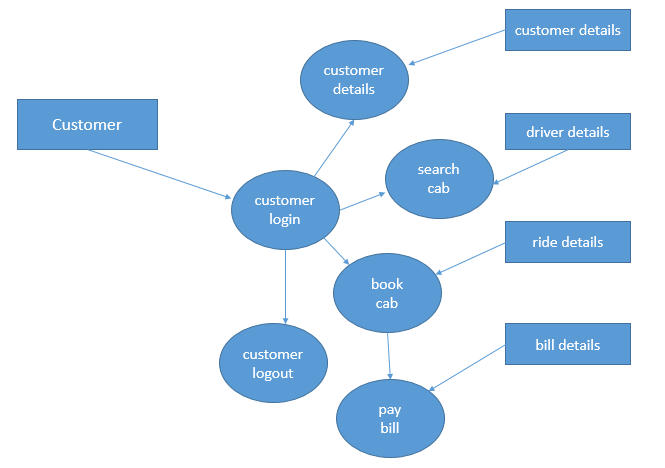 customer details
customer
details
Customer
driver details
search
cab
customer
login
ride details
book
cab
bill details
customer
logout
pay
bill